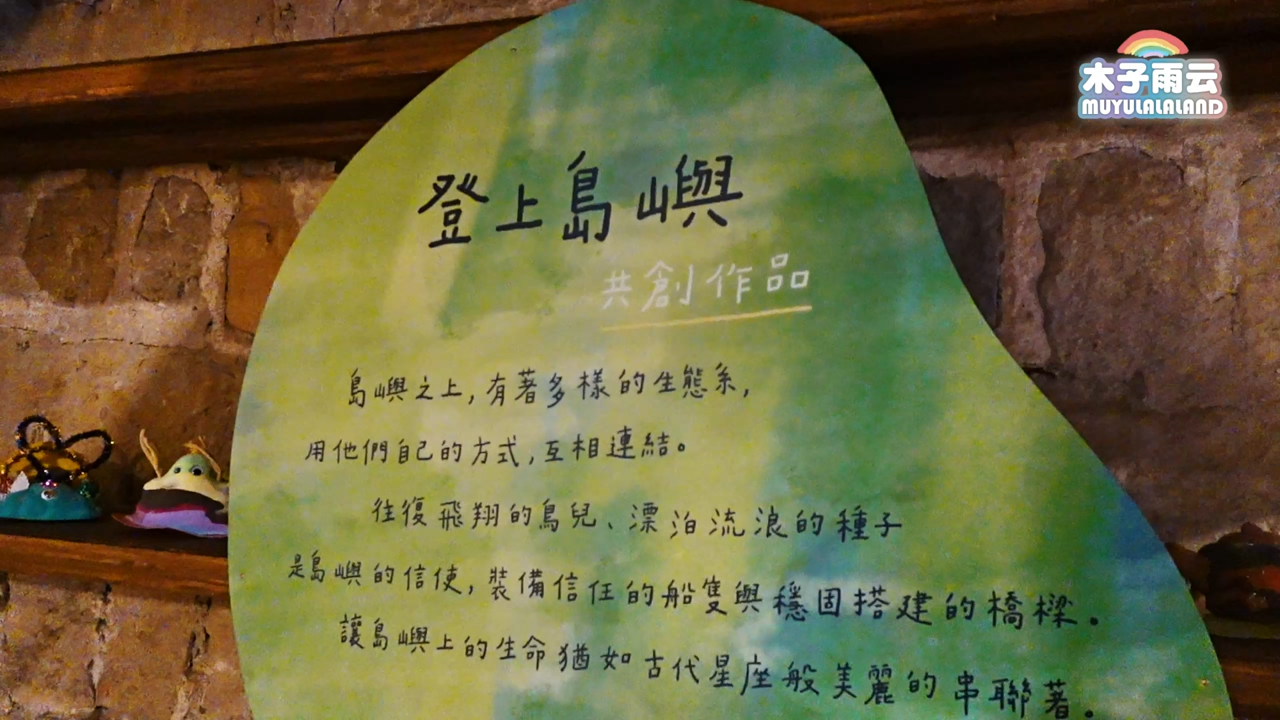 木子雨云
MUYULALALAND
登上島嶼
共創作品
島嶼之上,有著多樣的生態系,
用他們自己的方式,互相連結。
往復飛翔的鳥兒、漂泊流浪的種子
是島嶼的信使,裝備信任的船隻與穩固搭建的橋樑。
讓島嶼上的生命猶如古代星座般美麗的串聯著。